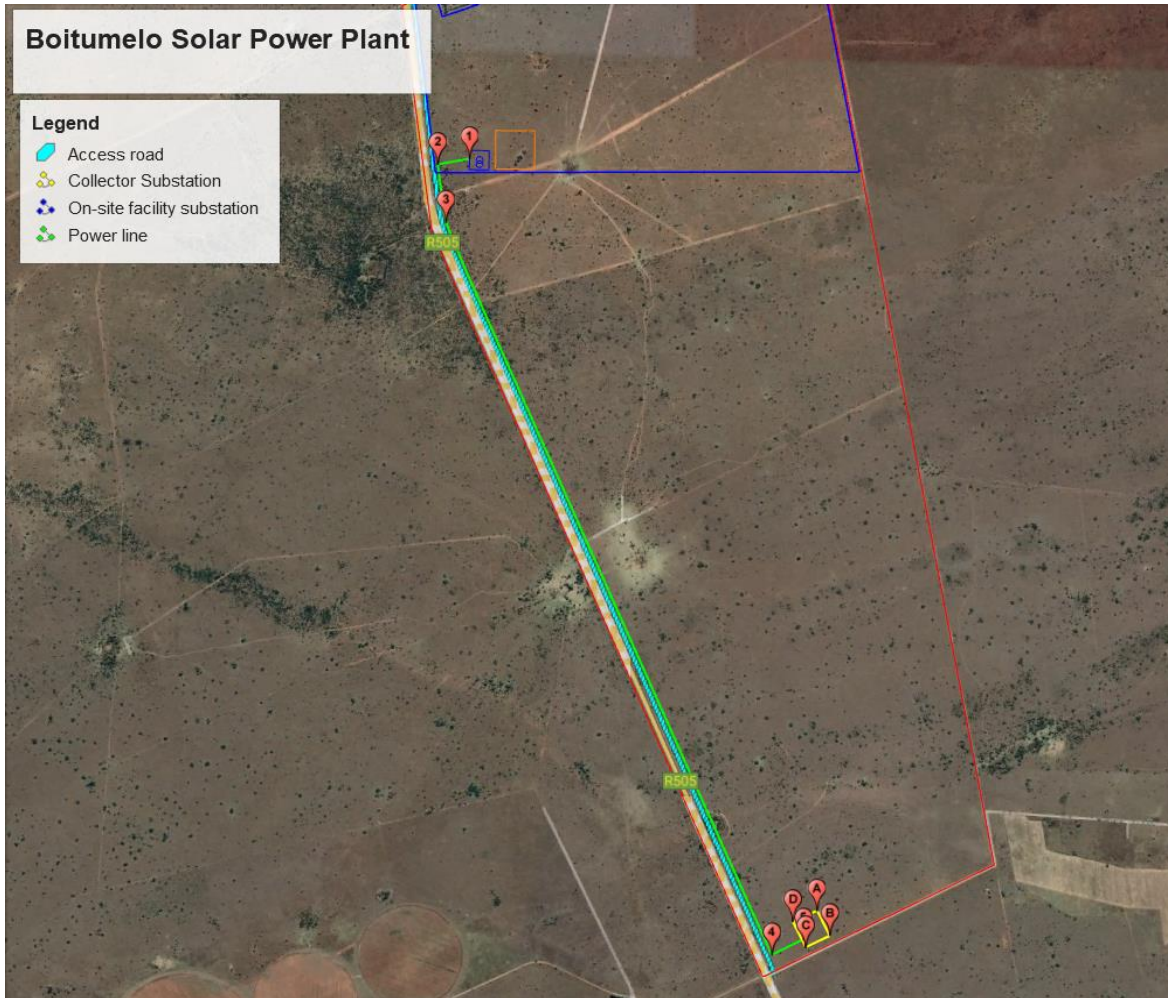 Boitumelo Solar Power Plant
Legend
Access road
Collector Substation
On-site facility substation
Power line
1
2
3
R505
R505
A
D
B
C
4